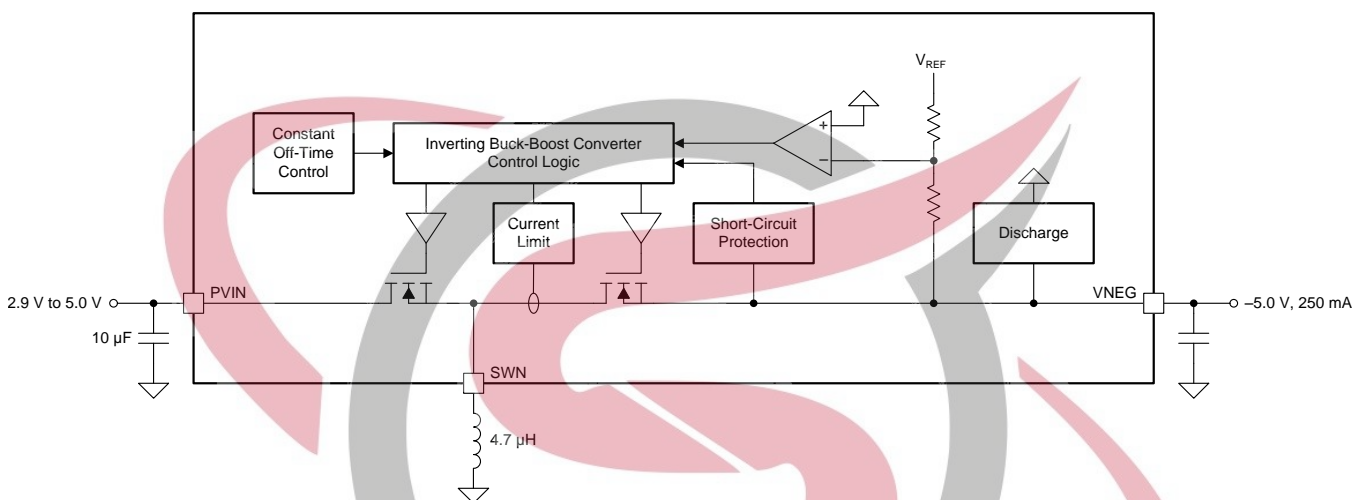 V_REF
Constant
Off-Time
Control
Inverting Buck-Boost Converter
Control Logic
+
−
Current
Limit
Short-Circuit
Protection
Discharge
2.9 V to 5.0 V
PVIN
VNEG
–5.0 V, 250 mA
10 µF
SWN
4.7 µH